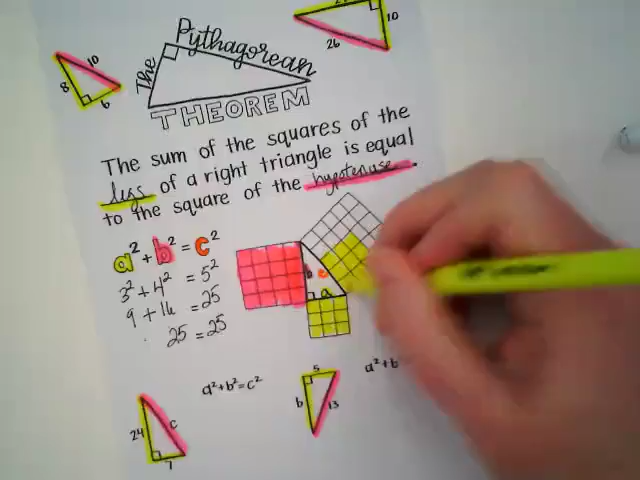 The Pythagorean
THEOREM
10
8
6
10
26
The sum of the squares of the
legs of a right triangle is equal
to the square of the hypotenuse.
a² + b² = c²
3² + 4² = 5²
9 + 16 = 25
25 = 25
b
c
a
a²+b²=c²
a²+b
24
c
7
5
b
13